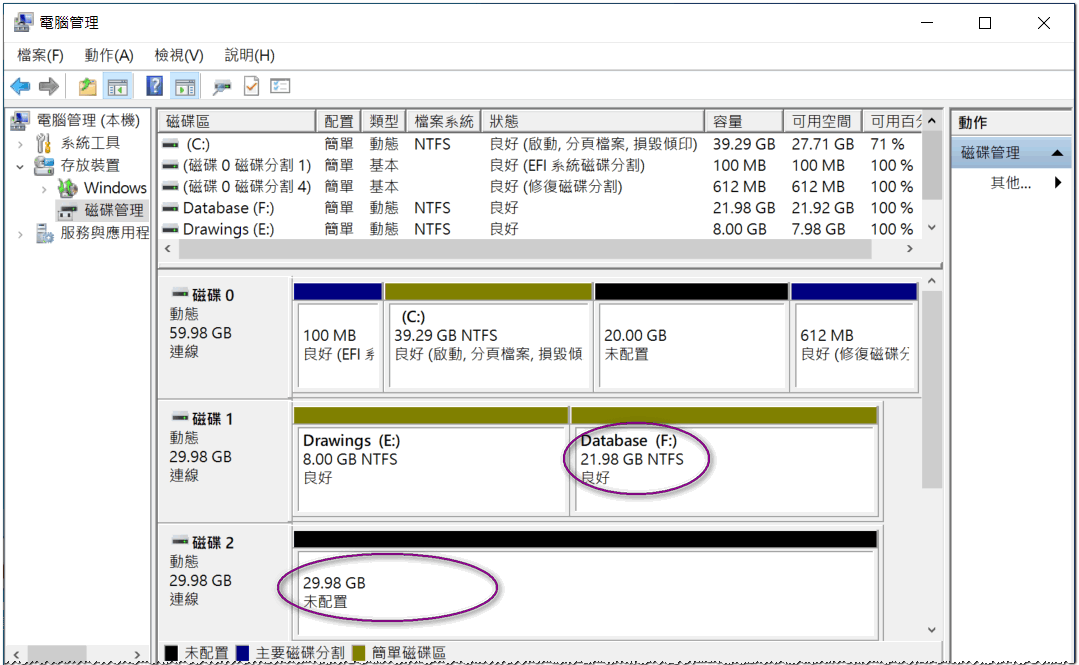 電腦管理
檔案(F) 動作(A) 檢視(V) 說明(H)
電腦管理 (本機)
系統工具
存放裝置
Windows
磁碟管理
服務與應用程
磁碟區 配置 類型 檔案系統 狀態 容量 可用空間 可用百分
(C:) 簡單 動態 NTFS 良好 (啟動, 分頁檔案, 損毀傾印) 39.29 GB 27.71 GB 71 %
(磁碟 0 磁碟分割 1) 簡單 基本 良好 (EFI 系統磁碟分割) 100 MB 100 MB 100 %
(磁碟 0 磁碟分割 4) 簡單 基本 良好 (修復磁碟分割) 612 MB 612 MB 100 %
Database (F:) 簡單 動態 NTFS 良好 21.98 GB 21.92 GB 100 %
Drawings (E:) 簡單 動態 NTFS 良好 8.00 GB 7.98 GB 100 %
動作
磁碟管理
其他...
磁碟 0
動態
59.98 GB
連線
100 MB
良好 (EFI 系
(C:)
39.29 GB NTFS
良好 (啟動, 分頁檔案, 損毀傾
20.00 GB
未配置
612 MB
良好 (修復磁碟分
磁碟 1
動態
29.98 GB
連線
Drawings (E:)
8.00 GB NTFS
良好
Database (F:)
21.98 GB NTFS
良好
磁碟 2
動態
29.98 GB
連線
29.98 GB
未配置
未配置 主要磁碟分割 簡單磁碟區